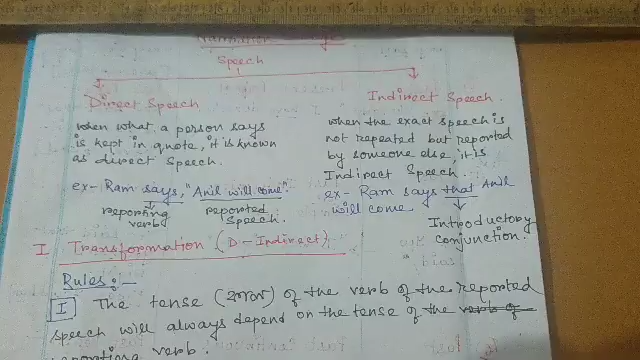 Narration
Speech
Direct Speech
when what a person says
is kept in quote, it is known
as direct speech.
ex- Ram says, "Anil will come".
reporting
verb
reported
Speech.
Indirect Speech.
when the exact speech is
not repeated but reported
by someone else, it is
Indirect Speech.
ex- Ram says that Anil
will come.
Introductory
conjunction.
I Transformation (D - Indirect)
Rules :-
I The tense (काल) of the verb of the reported
speech will always depend on the tense of the verb of
reporting verb.